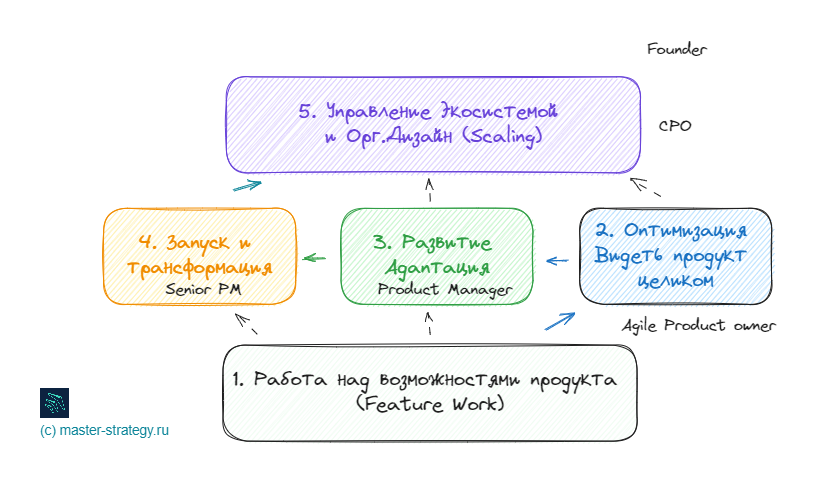 Founder
5. Управление Экосистемой
и Орг.Дизайн (Scaling)
CPO
4. Запуск и
трансформация
Senior PM
3. Развитие
Адаптация
Product Manager
2. Оптимизация
Видеть продукт
целиком
Agile Product owner
1. Работа над возможностями продукта
(Feature Work)
(c) master-strategy.ru